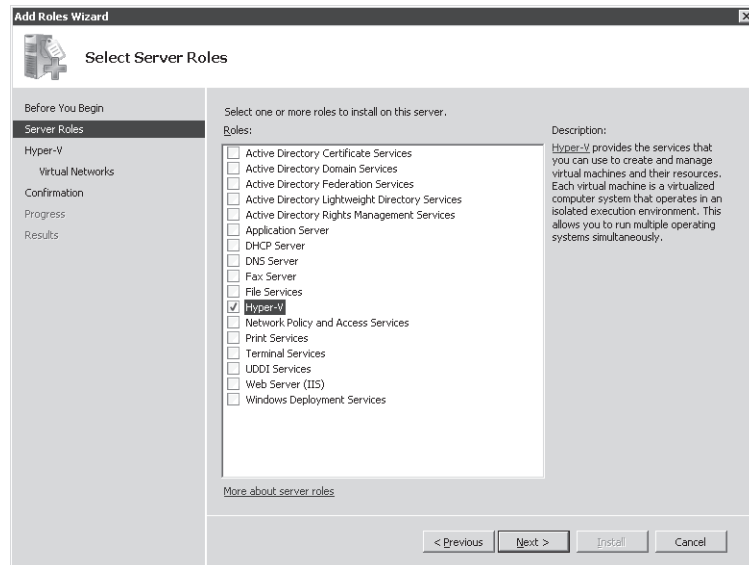 Add Roles Wizard
Select Server Roles
Before You Begin
Server Roles
Hyper-V
Virtual Networks
Confirmation
Progress
Results
Select one or more roles to install on this server.
Roles:
Active Directory Certificate Services
Active Directory Domain Services
Active Directory Federation Services
Active Directory Lightweight Directory Services
Active Directory Rights Management Services
Application Server
DHCP Server
DNS Server
Fax Server
File Services
Hyper-V
Network Policy and Access Services
Print Services
Terminal Services
UDDI Services
Web Server (IIS)
Windows Deployment Services
More about server roles
Description:
Hyper-V provides the services that
you can use to create and manage
virtual machines and their resources.
Each virtual machine is a virtualized
computer system that operates in an
isolated execution environment. This
allows you to run multiple operating
systems simultaneously.
< Previous
Next >
Install
Cancel